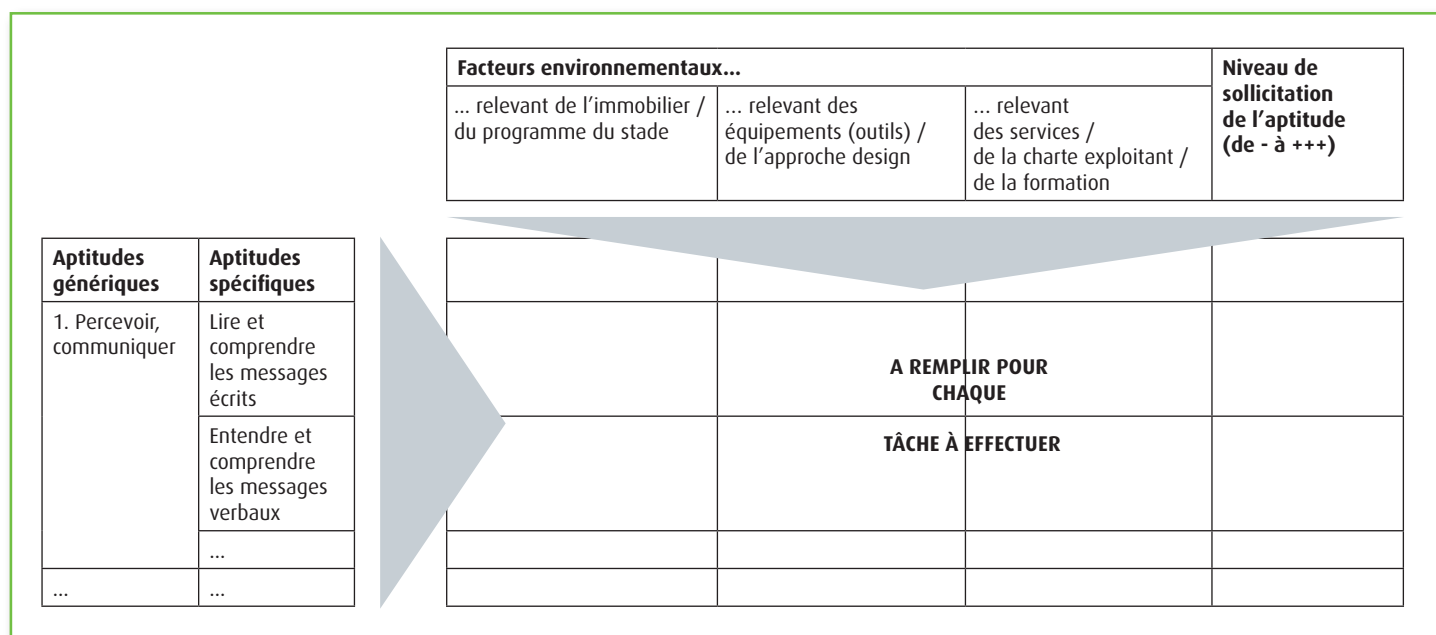 Facteurs environnementaux...
Niveau de
sollicitation
de l'aptitude
(de - à +++)
... relevant de l'immobilier /
du programme du stade
... relevant des
équipements (outils) /
de l'approche design
... relevant
des services /
de la charte exploitant /
de la formation
Aptitudes
génériques
Aptitudes
spécifiques
1. Percevoir,
communiquer
Lire et
comprendre
les messages
écrits
A REMPLIR POUR
CHAQUE
Entendre et
comprendre
les messages
verbaux
TÂCHE À EFFECTUER
...
...
...